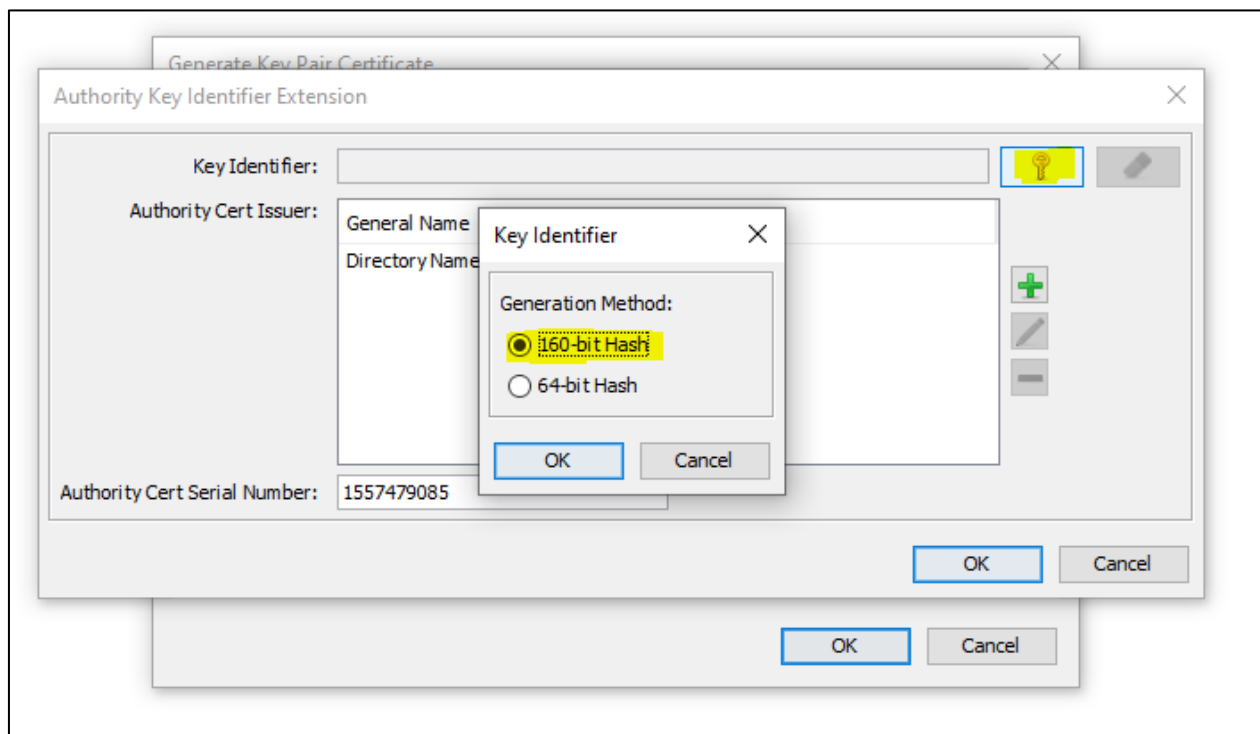 Generate Key Pair Certificate
Authority Key Identifier Extension
Key Identifier:
Authority Cert Issuer:
General Name
Directory Name
Key Identifier
Generation Method:
160-bit Hash
64-bit Hash
OK Cancel
Authority Cert Serial Number: 1557479085
OK Cancel
OK Cancel